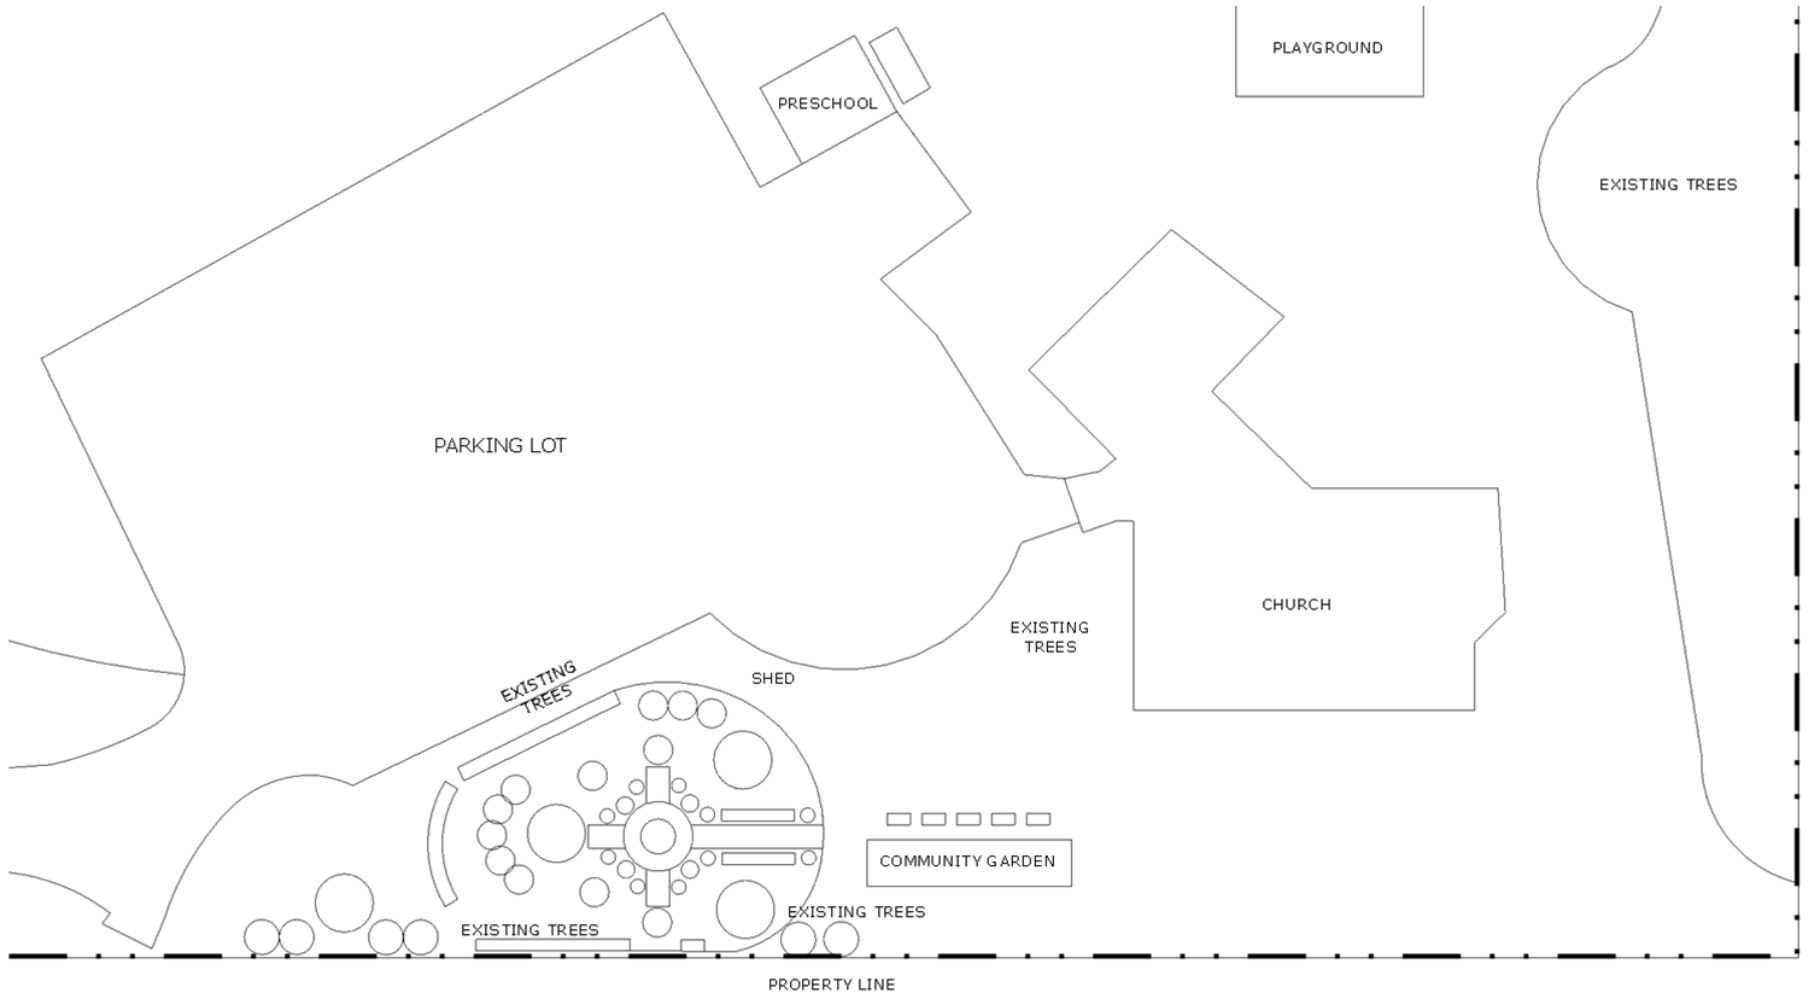 PLAYGROUND
PRESCHOOL
EXISTING TREES
PARKING LOT
CHURCH
EXISTING
TREES
EXISTING
TREES
SHED
COMMUNITY GARDEN
EXISTING TREES
EXISTING TREES
PROPERTY LINE